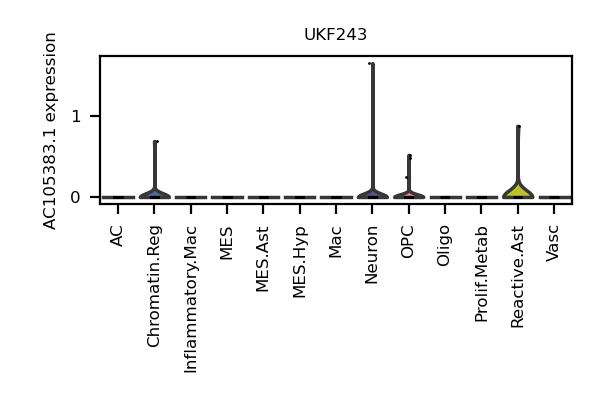 UKF243
AC105383.1 expression
1
0
AC
Chromatin.Reg
Inflammatory.Mac
MES
MES.Ast
MES.Hyp
Mac
Neuron
OPC
Oligo
Prolif.Metab
Reactive.Ast
Vasc